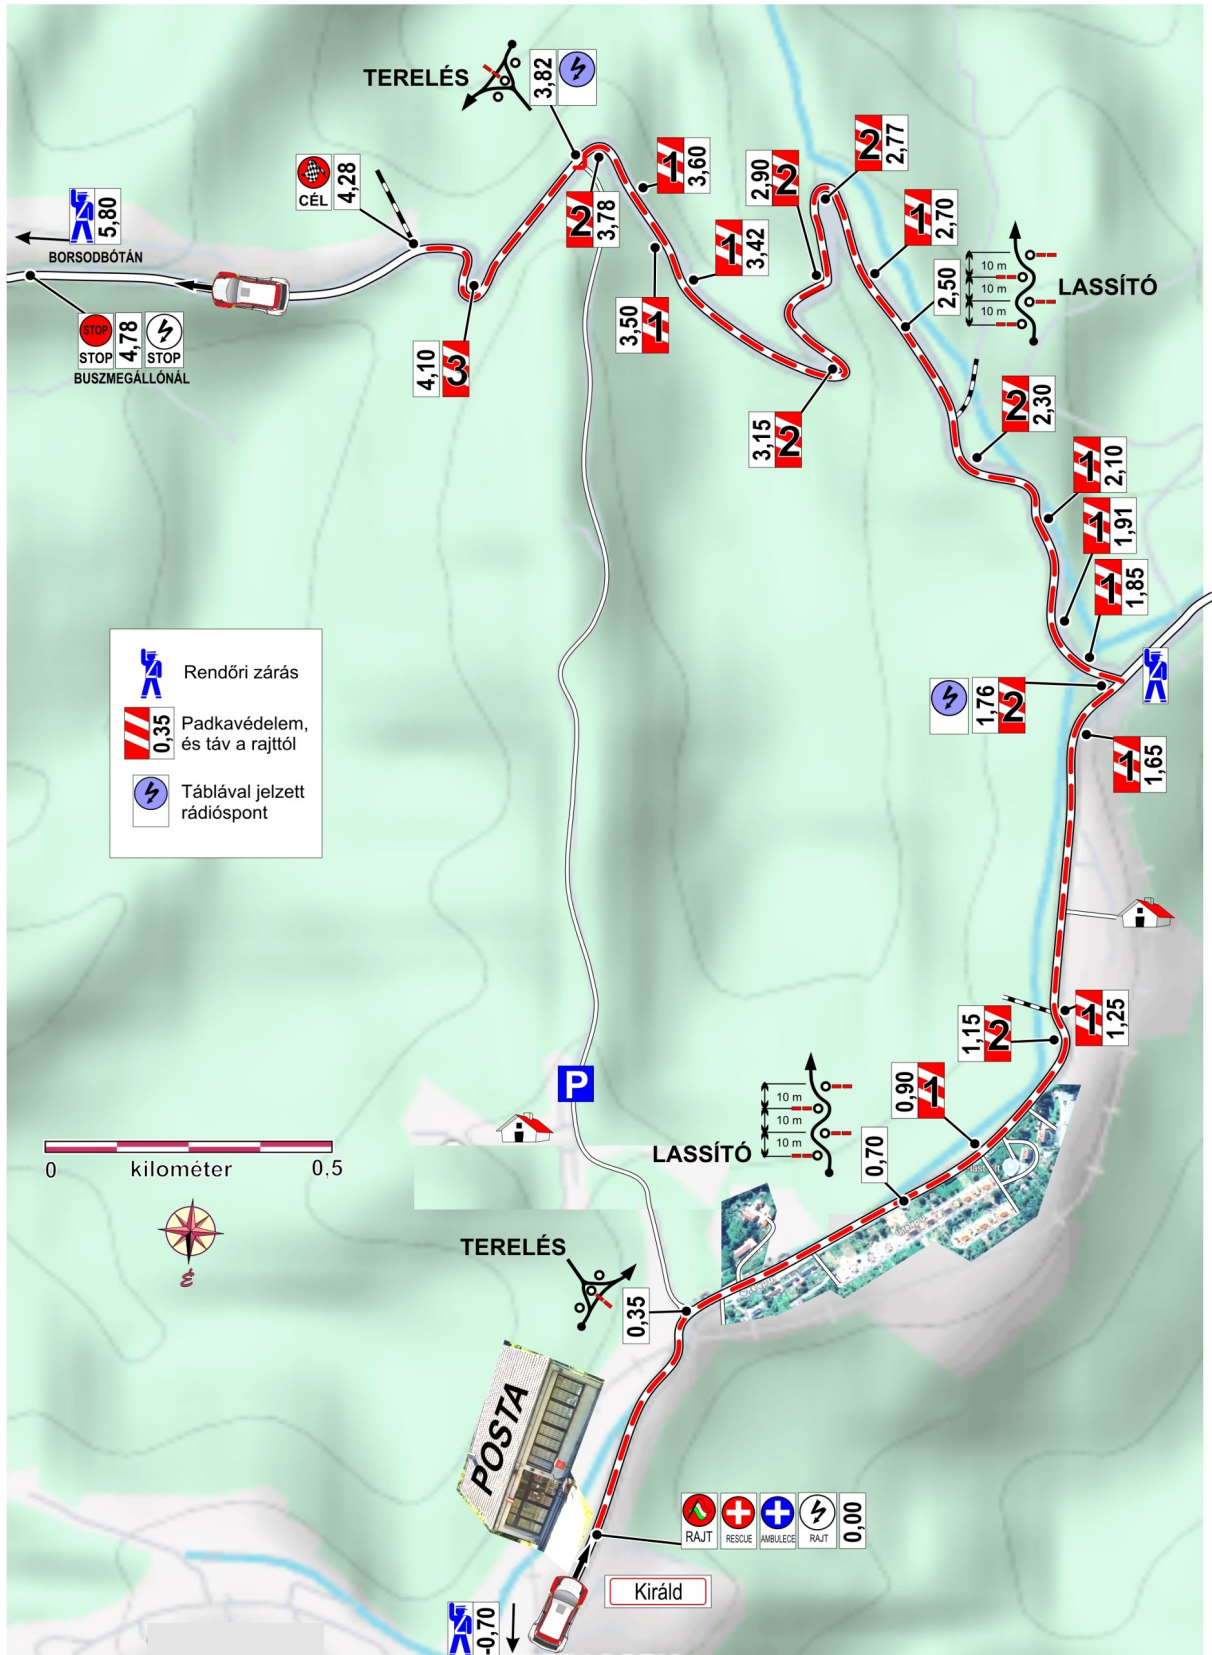 TERELÉS
3,82
CÉL
4,28
5,80
BORSODBÓTÁN
STOP
STOP
4,78
STOP
BUSZMEGÁLLÓNÁL
4,10
3
2
3,78
1
3,60
1
3,42
3,50
1
2,90
2
2
2,77
1
2,70
2,50
10 m
10 m
10 m
LASSÍTÓ
3,15
2
2
2,30
1
2,10
1
1,91
1
1,85
1,76
2
1
1,65
Rendőri zárás
0,35
Padkavédelem,
és táv a rajttól
Táblával jelzett
rádióspont
1,15
2
1
1,25
0,90
1
P
10 m
10 m
10 m
LASSÍTÓ
0,70
0
kilométer
0,5
É
TERELÉS
0,35
POSTA
RAJT
RESCUE
AMBULECE
RAJT
0,00
Királd
-0,70